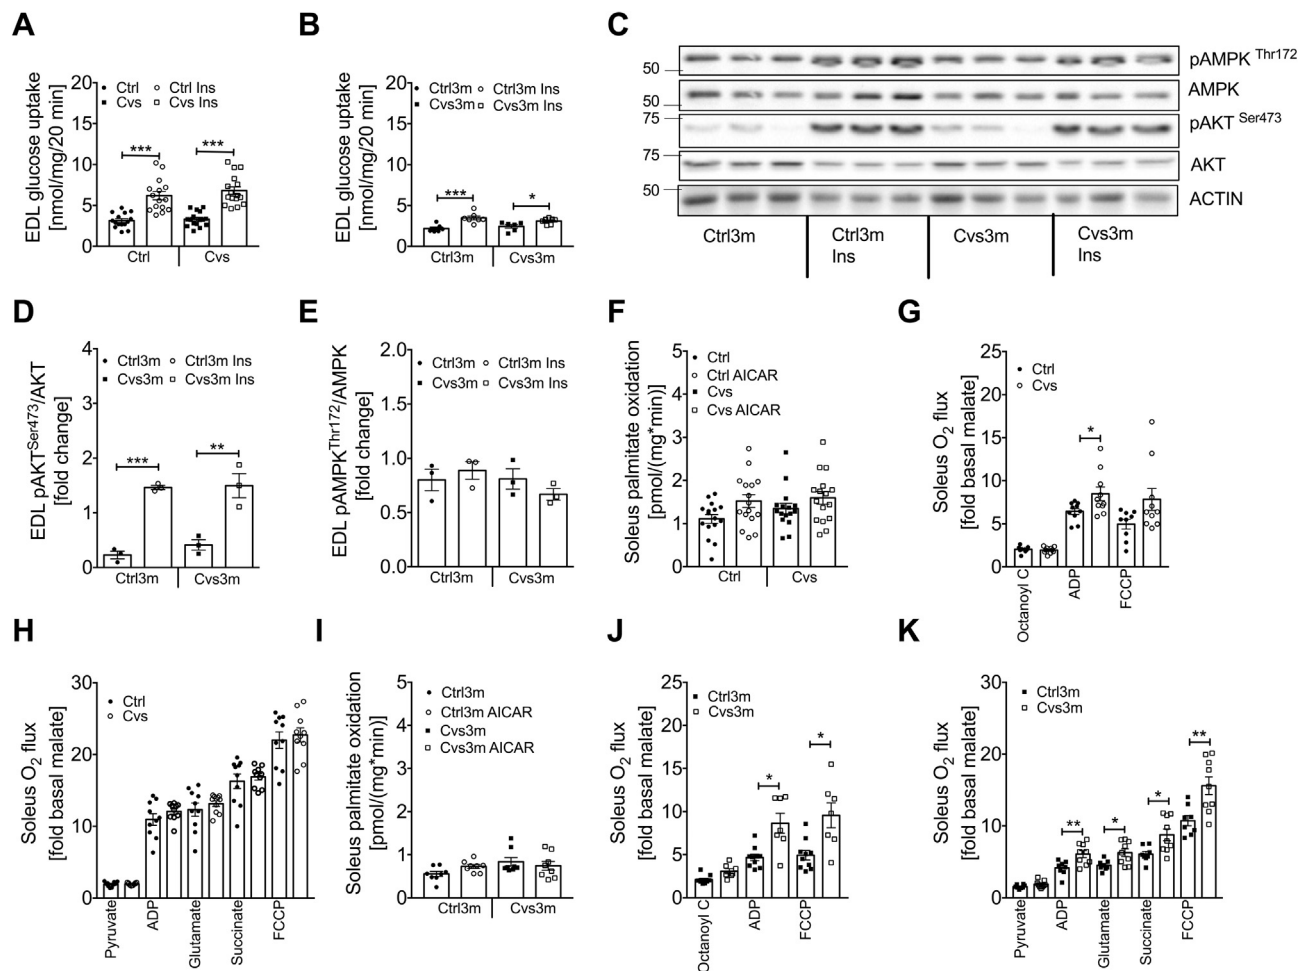 A
EDL glucose uptake
[nmol/mg/20 min]
20
15
10
5
0
Ctrl Ctrl Ins
Cvs Cvs Ins
***
***
Ctrl Cvs
B
EDL glucose uptake
[nmol/mg/20 min]
20
15
10
5
0
Ctrl3m Ctrl3m Ins
Cvs3m Cvs3m Ins
***
*
Ctrl3m Cvs3m
C
50
50
75
75
50
pAMPK Thr172
AMPK
pAKT Ser473
AKT
ACTIN
Ctrl3m
Ctrl3m
Ins
Cvs3m
Cvs3m
Ins
D
EDL pAKTSer473/AKT
[fold change]
4
2
0
Ctrl3m Ctrl3m Ins
Cvs3m Cvs3m Ins
***
**
Ctrl3m Cvs3m
E
EDL pAMPKThr172/AMPK
[fold change]
2.0
1.5
1.0
0.5
0.0
Ctrl3m Ctrl3m Ins
Cvs3m Cvs3m Ins
Ctrl3m Cvs3m
F
Soleus palmitate oxidation
[pmol/(mg*min)]
5
4
3
2
1
0
Ctrl
Ctrl AICAR
Cvs
Cvs AICAR
Ctrl Cvs
G
Soleus O2 flux
[fold basal malate]
25
20
15
10
5
0
Ctrl
Cvs
*
Octanoyl C
ADP
FCCP
H
Soleus O2 flux
[fold basal malate]
30
20
10
0
Ctrl
Cvs
Pyruvate
ADP
Glutamate
Succinate
FCCP
I
Soleus palmitate oxidation
[pmol/(mg*min)]
5
4
3
2
1
0
Ctrl3m
Ctrl3m AICAR
Cvs3m
Cvs3m AICAR
Ctrl3m Cvs3m
J
Soleus O2 flux
[fold basal malate]
25
20
15
10
5
0
Ctrl3m
Cvs3m
*
*
Octanoyl C
ADP
FCCP
K
Soleus O2 flux
[fold basal malate]
30
20
10
0
Ctrl3m
Cvs3m
**
*
*
**
Pyruvate
ADP
Glutamate
Succinate
FCCP